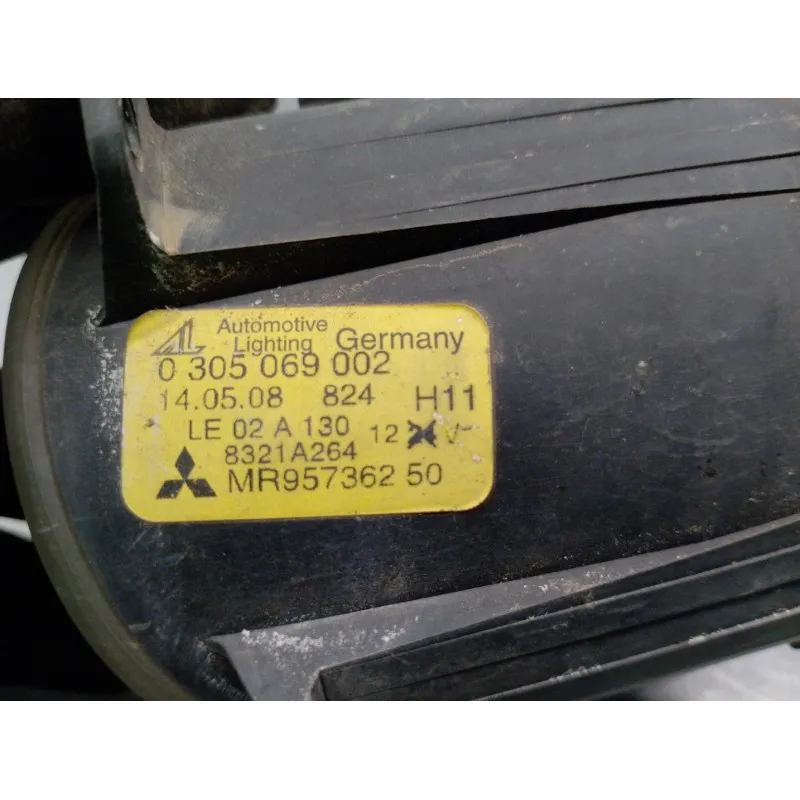 AL Automotive Lighting Germany
0 305 069 002
14.05.08 824 H11
LE 02 A 130 12 V
8321A264
MR957362 50